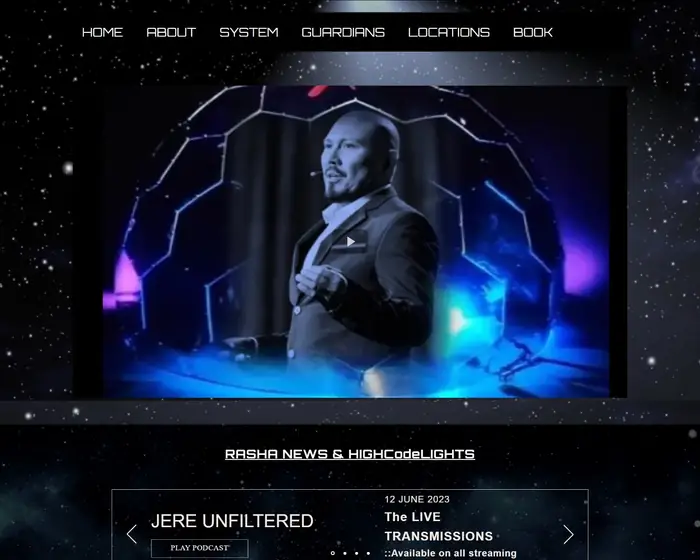 HOME ABOUT SYSTEM GUARDIANS LOCATIONS BOOK
RASHA NEWS & HIGHCodeLIGHTS
JERE UNFILTERED
PLAY PODCAST'
12 JUNE 2023
The LIVE
TRANSMISSIONS
::Available on all streaming